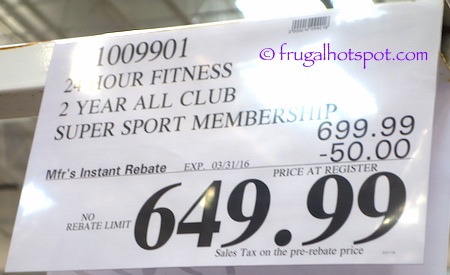 © frugalhotspot.com
1009901
24 HOUR FITNESS
2 YEAR ALL CLUB
SUPER SPORT MEMBERSHIP
699.99
-50.00
Mfr's Instant Rebate EXP. 03/31/16 PRICE AT REGISTER
NO
REBATE LIMIT
649.99
Sales Tax on the pre-rebate price